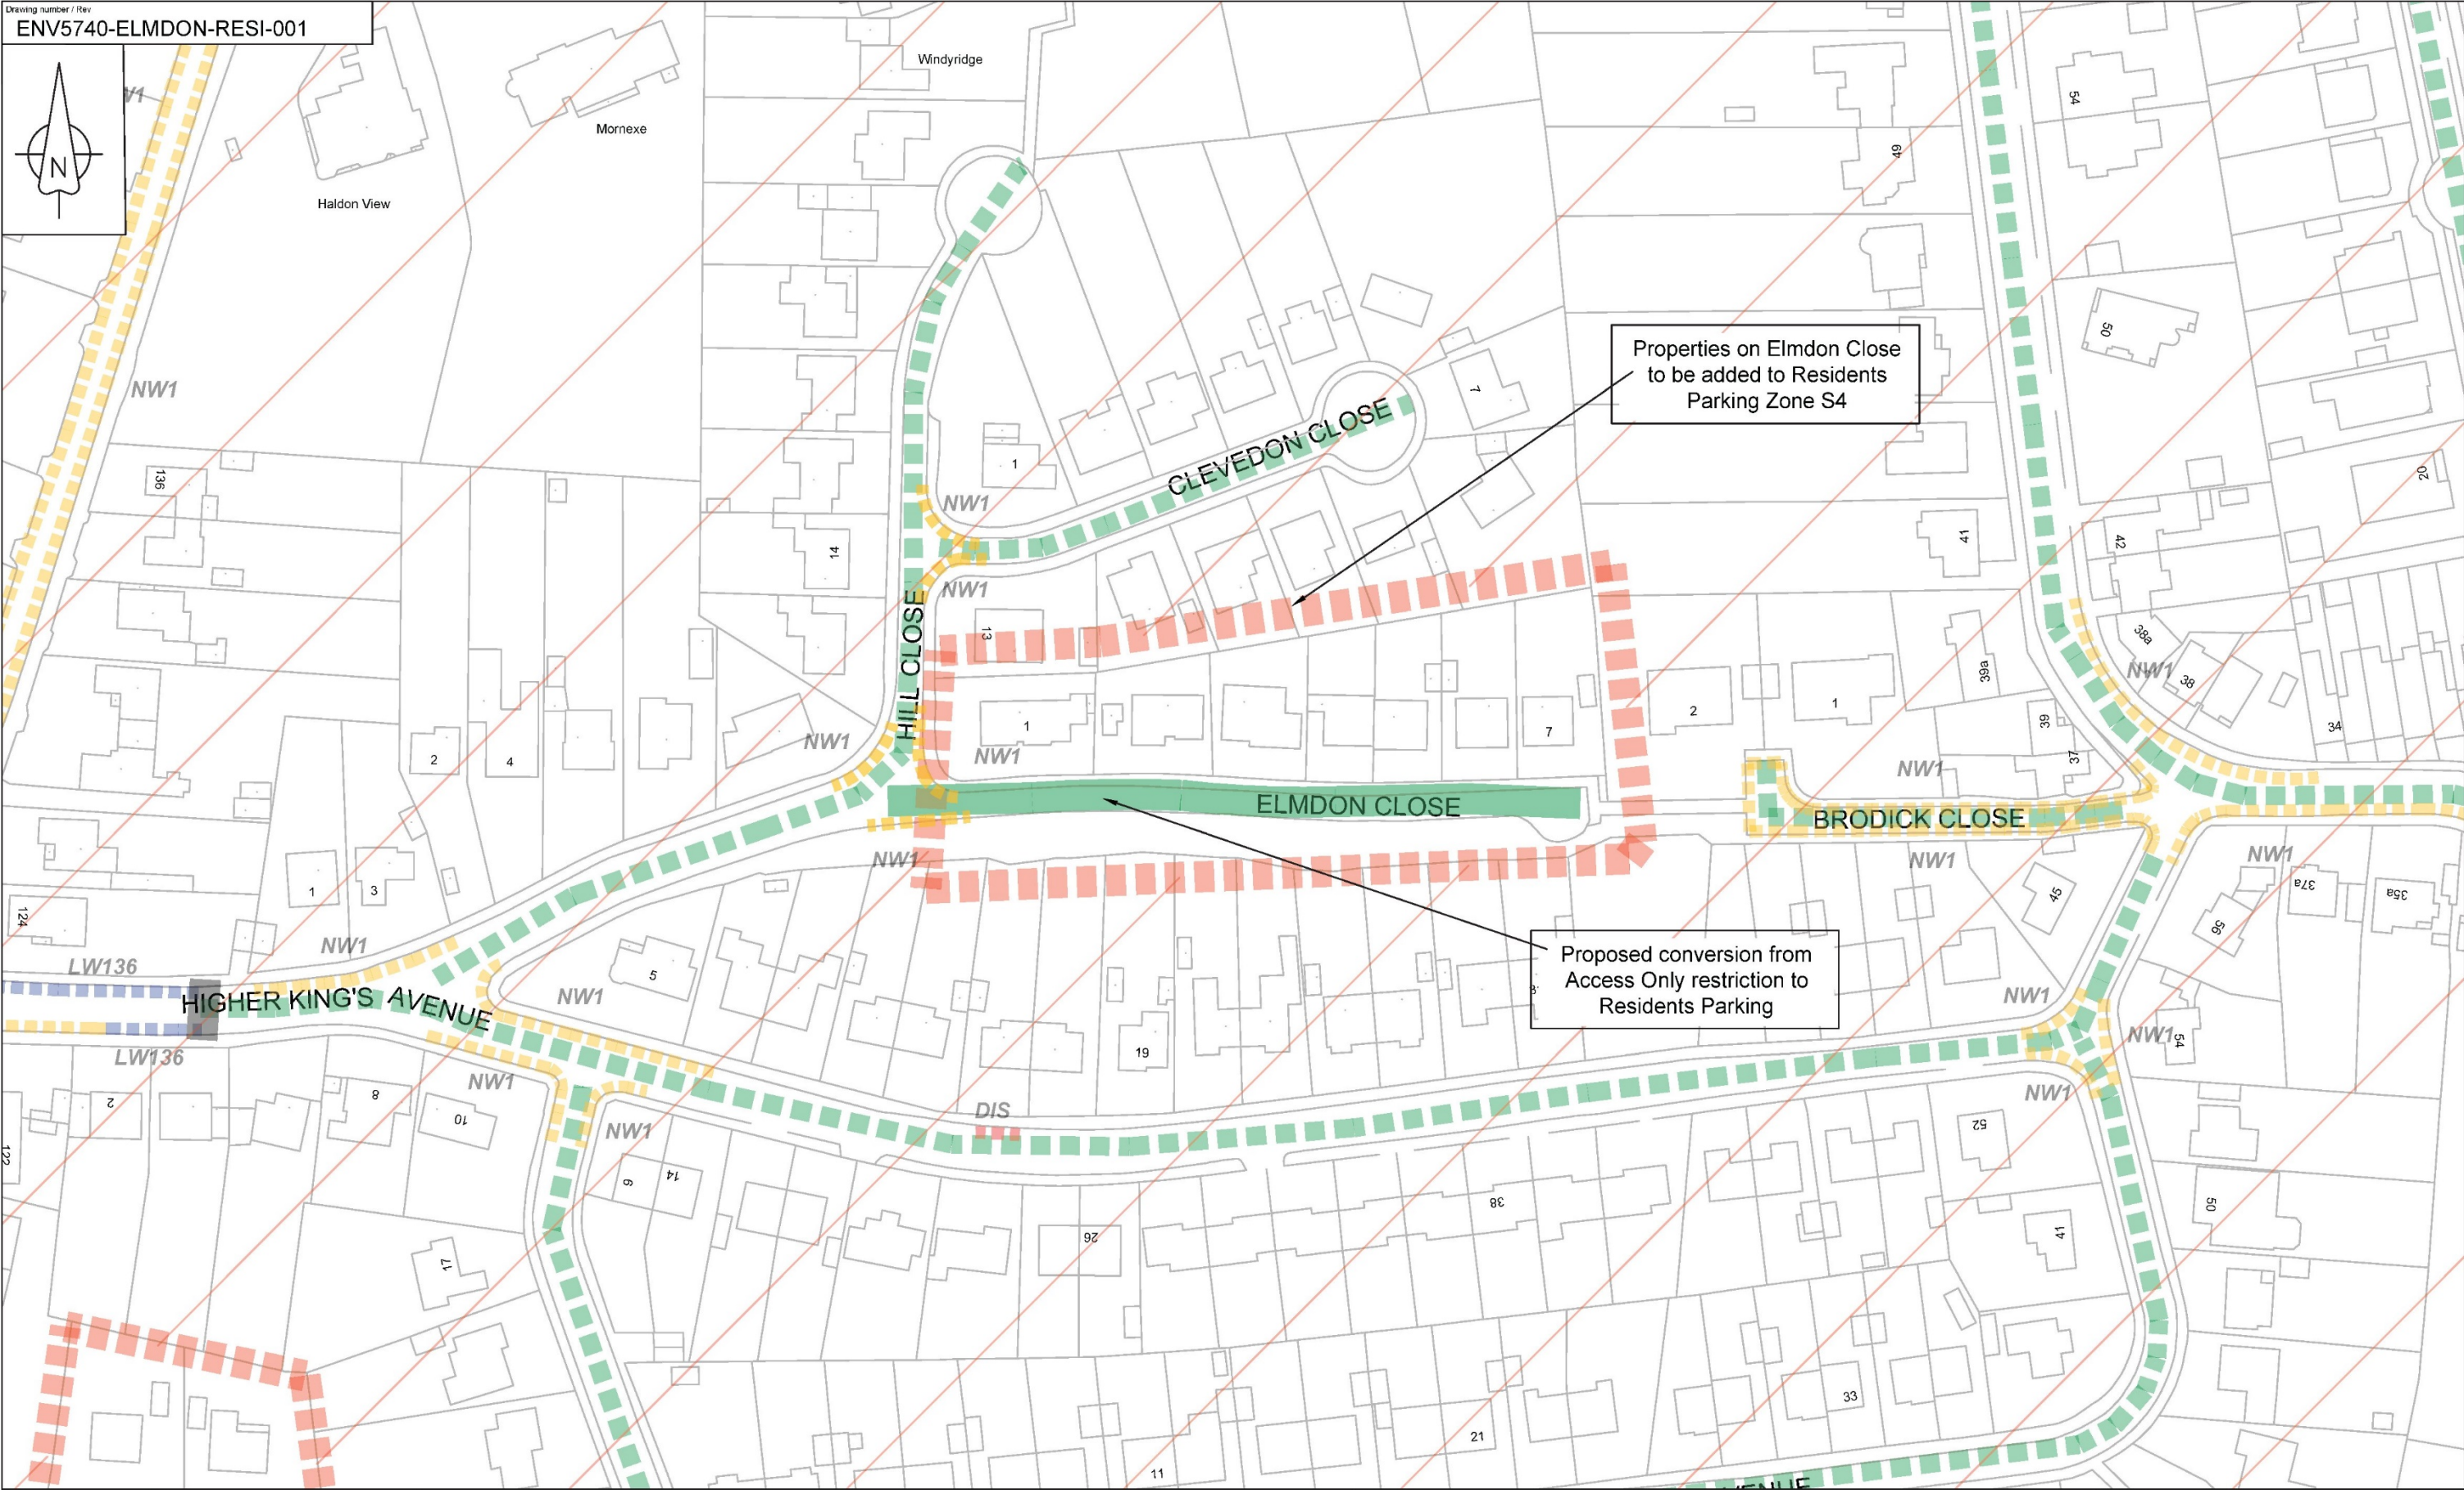 Drawing number / Rev
ENV5740-ELMDON-RESI-001
N
Windyridge
Mornexe
Haldon View
54
49
50
NW1
7
Properties on Elmdon Close
to be added to Residents
Parking Zone S4
CLEVEDON CLOSE
1
136
NW1
14
20
41
42
NW1
13
HILL CLOSE
38a
39a
NW1
38
2
1
39
34
1
7
NW1
NW1
37
NW1
2
4
ELMDON CLOSE
BRODICK CLOSE
NW1
NW1
NW1
1
3
37a
35a
45
124
56
NW1
LW136
5
Proposed conversion from
Access Only restriction to
Residents Parking
NW1
NW1
HIGHER KING'S AVENUE
19
NW1
54
LW136
NW1
NW1
2
8
10
DIS
NW1
52
122
14
9
38
50
26
41
17
33
21
11